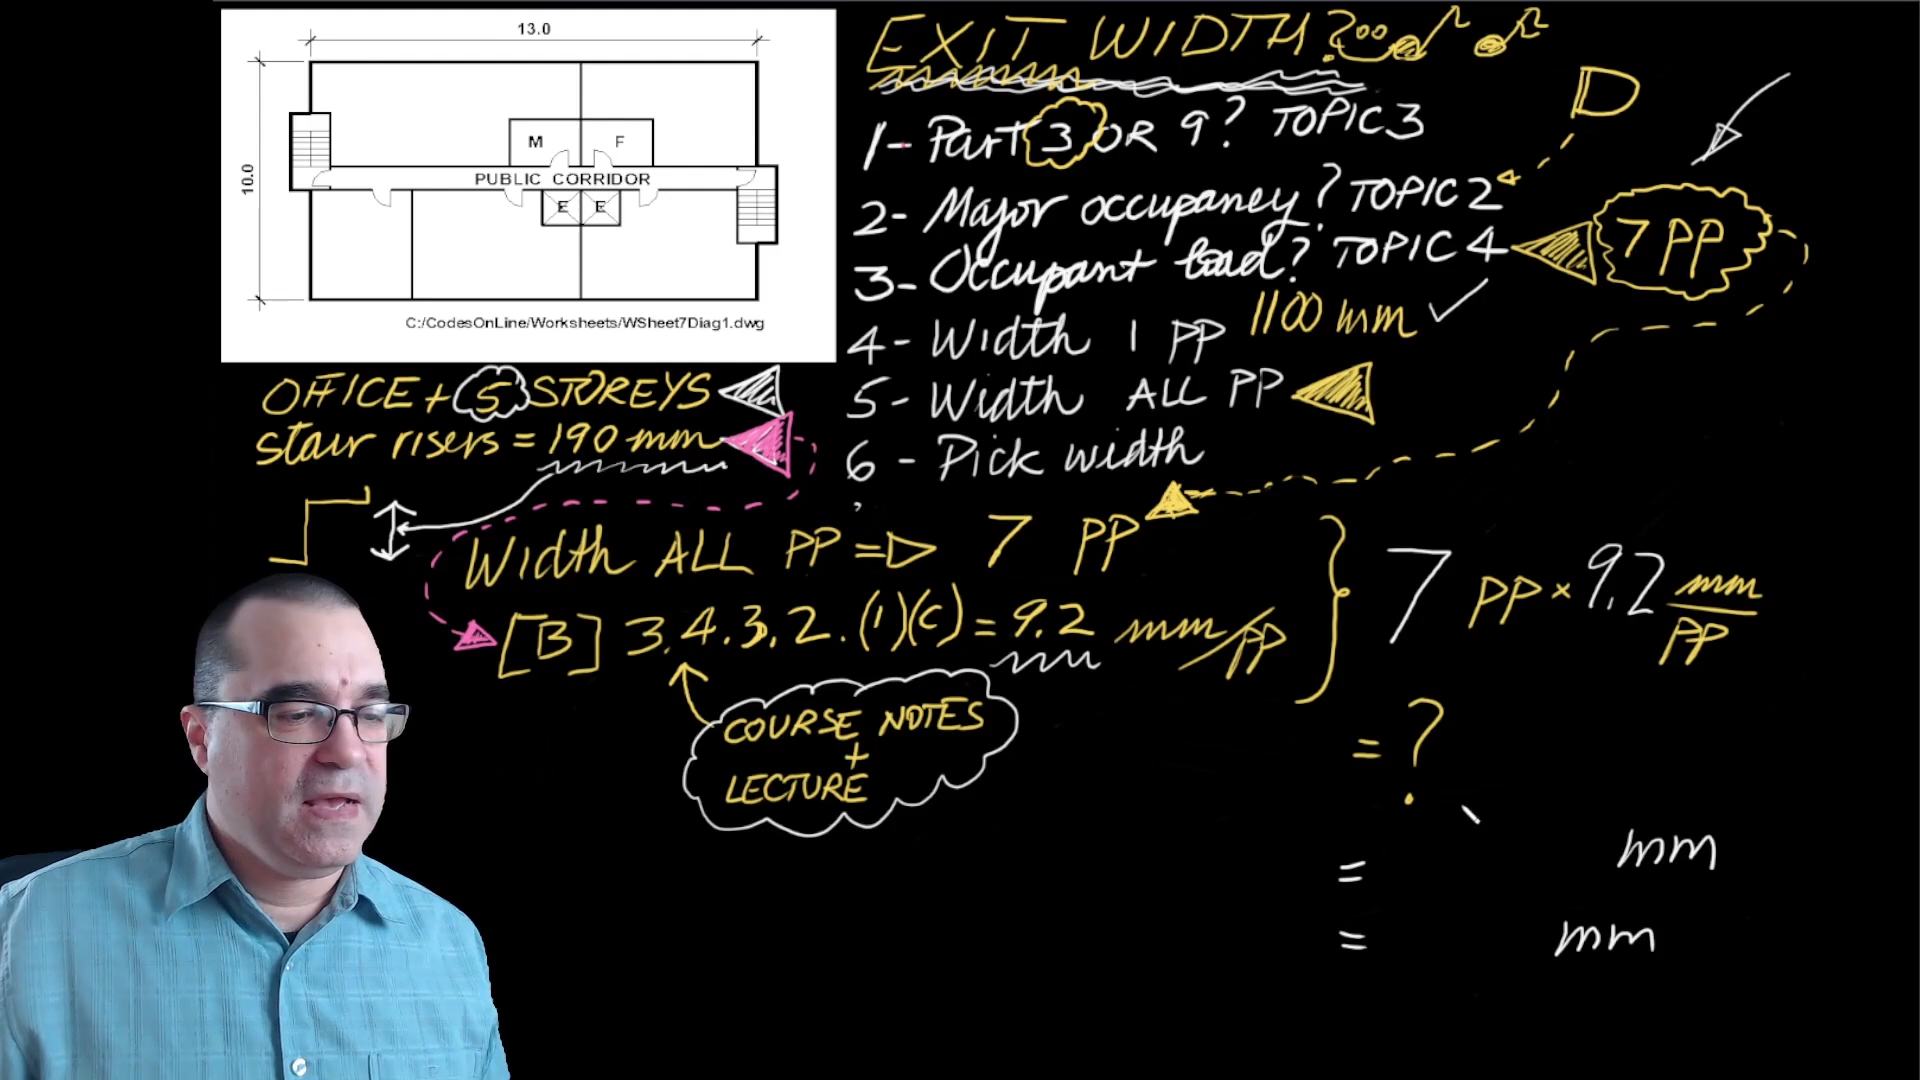 13.0
10.0
M
F
PUBLIC CORRIDOR
E E
C:/CodesOnLine/Worksheets/WSheet7Diag1.dwg
EXIT WIDTH?
D
1- Part 3 OR 9? TOPIC 3
2- Major occupancy? TOPIC 2
3- Occupant load? TOPIC 4
7 PP
4- Width 1 PP 1100 mm ✓
5- Width ALL PP
6- Pick width
OFFICE + 5 STOREYS
stair risers = 190 mm
Width ALL PP => 7 PP
[B] 3.4.3.2.(1)(c) = 9.2 mm/pp
7 PP × 9.2 mm/PP
COURSE NOTES
+
LECTURE
= ?
= mm
= mm